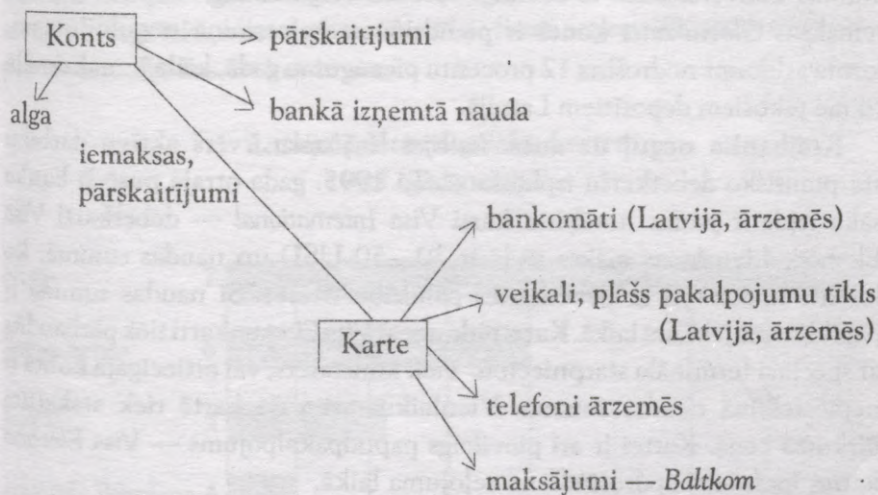 Konts
pārskaitījumi
alga
bankā izņemtā nauda
iemaksas,
pārskaitījumi
bankomāti (Latvijā, ārzemēs)
veikali, plašs pakalpojumu tīkls
(Latvijā, ārzemēs)
Karte
telefoni ārzemēs
maksājumi — Baltkom